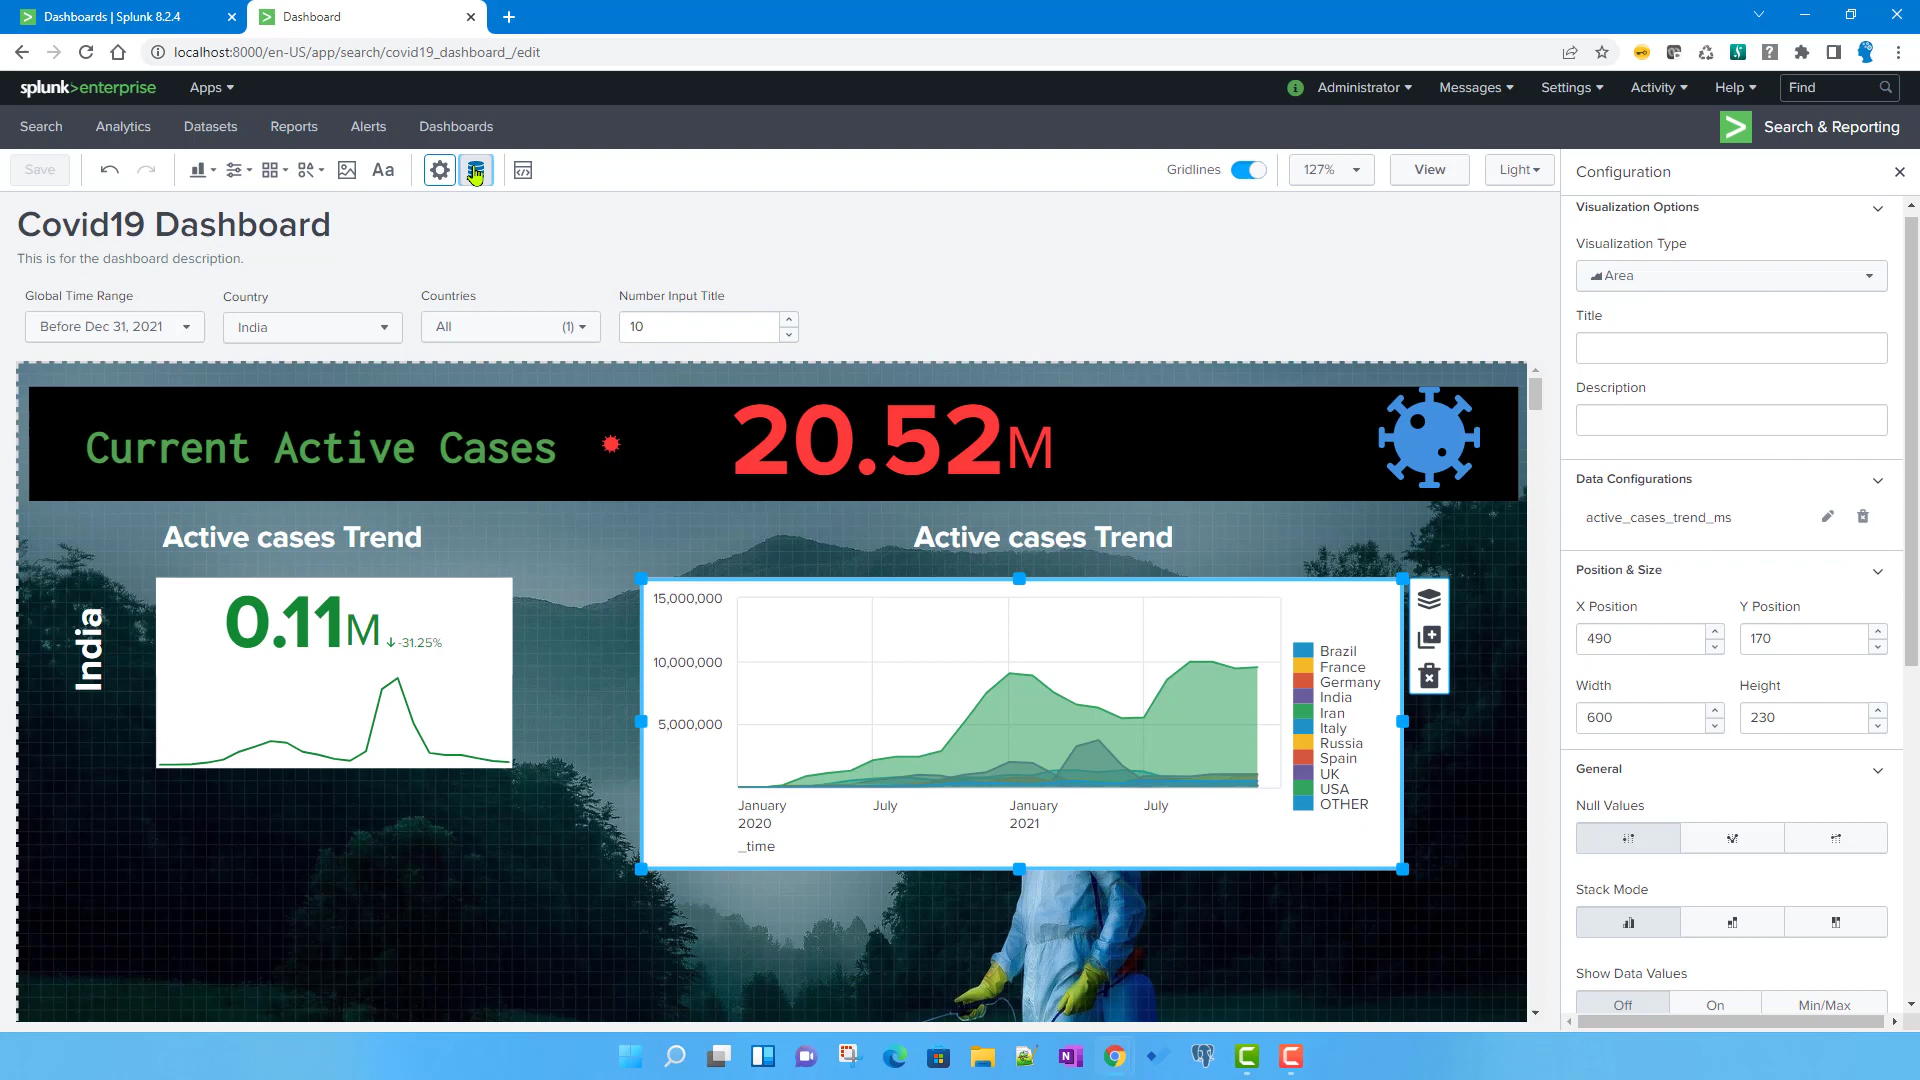 Dashboards | Splunk 8.2.4
Dashboard
localhost:8000/en-US/app/search/covid19_dashboard_/edit
splunk>enterprise Apps
Administrator Messages Settings Activity Help Find
Search Analytics Datasets Reports Alerts Dashboards
Search & Reporting
Save
Aa
Gridlines 127% View Light
Configuration
Covid19 Dashboard
This is for the dashboard description.
Global Time Range Country Countries Number Input Title
Before Dec 31, 2021 India All (1) 10
Current Active Cases 20.52M
Active cases Trend
India
0.11M -31.25%
Active cases Trend
15,000,000
10,000,000
5,000,000
January
2020
July
January
2021
July
_time
Brazil
France
Germany
India
Iran
Italy
Russia
Spain
UK
USA
OTHER
Visualization Options
Visualization Type
Area
Title
Description
Data Configurations
active_cases_trend_ms
Position & Size
X Position Y Position
490 170
Width Height
600 230
General
Null Values
Stack Mode
Show Data Values
Off On Min/Max